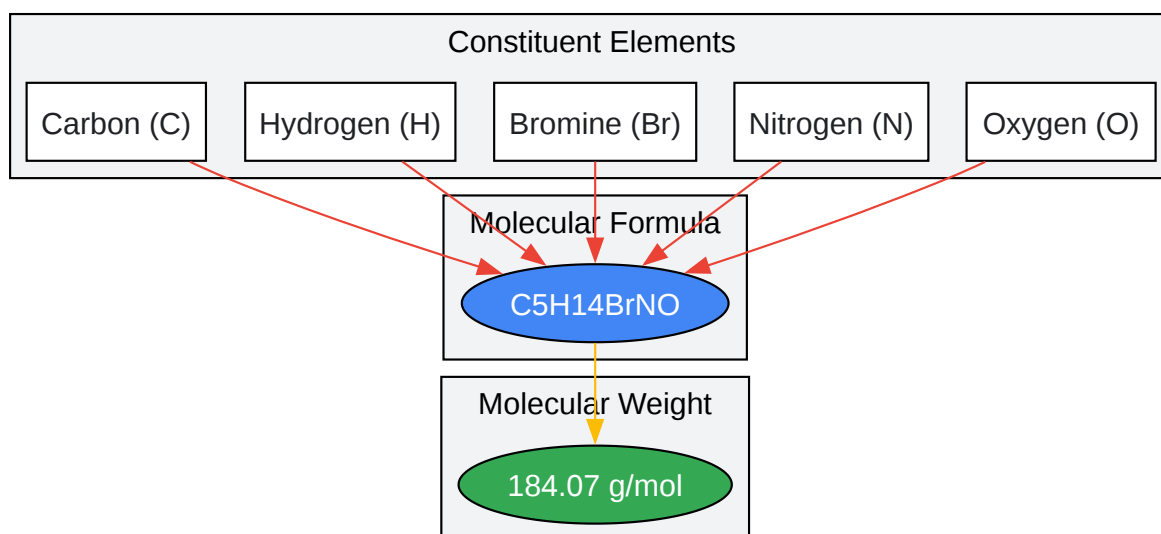 Constituent Elements
Carbon (C) Hydrogen (H) Bromine (Br) Nitrogen (N) Oxygen (O)
Molecular Formula
C5H14BrNO
Molecular Weight
184.07 g/mol